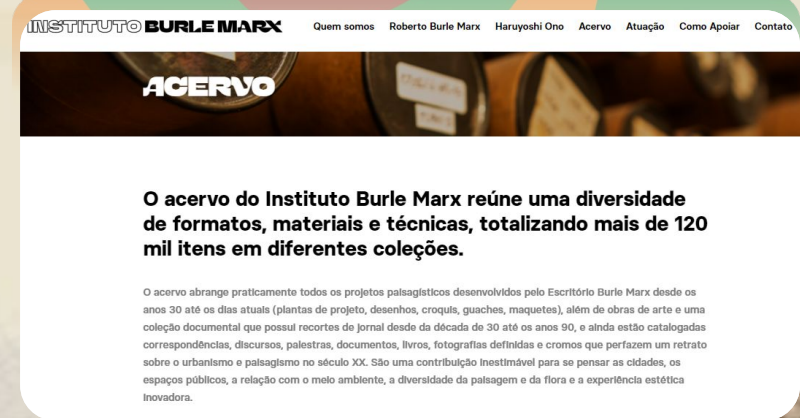 INSTITUTO BURLE MARX Quem somos Roberto Burle Marx Haruyoshi Ono Acervo Atuação Como Apoiar Contato
ACERVO
O acervo do Instituto Burle Marx reúne uma diversidade
de formatos, materiais e técnicas, totalizando mais de 120
mil itens em diferentes coleções.
O acervo abrange praticamente todos os projetos paisagísticos desenvolvidos pelo Escritório Burle Marx desde os
anos 30 até os dias atuais (plantas de projeto, desenhos, croquis, guaches, maquetes), além de obras de arte e uma
coleção documental que possui recortes de jornal desde da década de 30 até os anos 90, e ainda estão catalogadas
correspondências, discursos, palestras, documentos, livros, fotografias definidas e cromos que perfazem um retrato
sobre o urbanismo e paisagismo no século XX. São uma contribuição inestimável para se pensar as cidades, os
espaços públicos, a relação com o meio ambiente, a diversidade da paisagem e da flora e a experiência estética
inovadora.